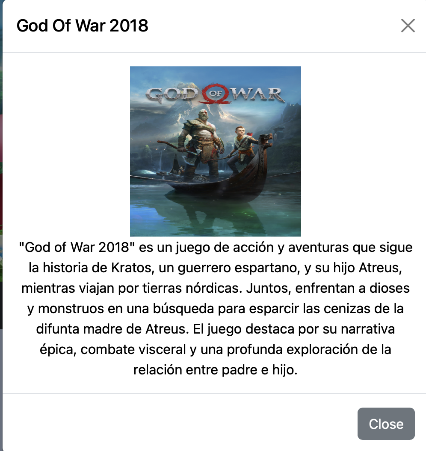 God Of War 2018
GOD OF WAR
"God of War 2018" es un juego de acción y aventuras que sigue
la historia de Kratos, un guerrero espartano, y su hijo Atreus,
mientras viajan por tierras nórdicas. Juntos, enfrentan a dioses
y monstruos en una búsqueda para esparcir las cenizas de la
difunta madre de Atreus. El juego destaca por su narrativa
épica, combate visceral y una profunda exploración de la
relación entre padre e hijo.
Close